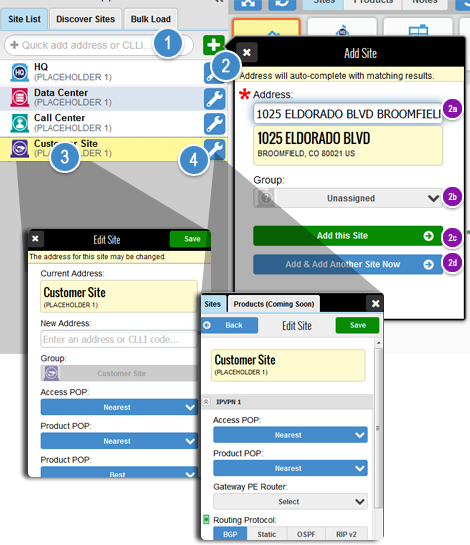 Sites
Products
Notes
Site List
Discover Sites
Bulk Load
+ Quick add address or CLLI...
1
2
HQ
(PLACEHOLDER 1)
Data Center
(PLACEHOLDER 1)
Call Center
(PLACEHOLDER 1)
Customer Site
(PLACEHOLDER 1)
3
4
Add Site
Address will auto-complete with matching results.
* Address:
1025 ELDORADO BLVD BROOMFIEL
2a
1025 ELDORADO BLVD
BROOMFIELD, CO 80021 US
Group:
Unassigned
2b
Add this Site
2c
Add & Add Another Site Now
2d
Edit Site
Save
The address for this site may be changed.
Current Address:
Customer Site
(PLACEHOLDER 1)
New Address:
Enter an address or CLLI code...
Group:
Customer Site
Access POP:
Nearest
Product POP:
Nearest
Product POP:
Best
Sites
Products (Coming Soon)
Back
Edit Site
Save
Customer Site
(PLACEHOLDER 1)
IPVPN 1
Access POP:
Nearest
Product POP:
Nearest
Gateway PE Router:
Select
Routing Protocol:
BGP
Static
OSPF
RIP v2